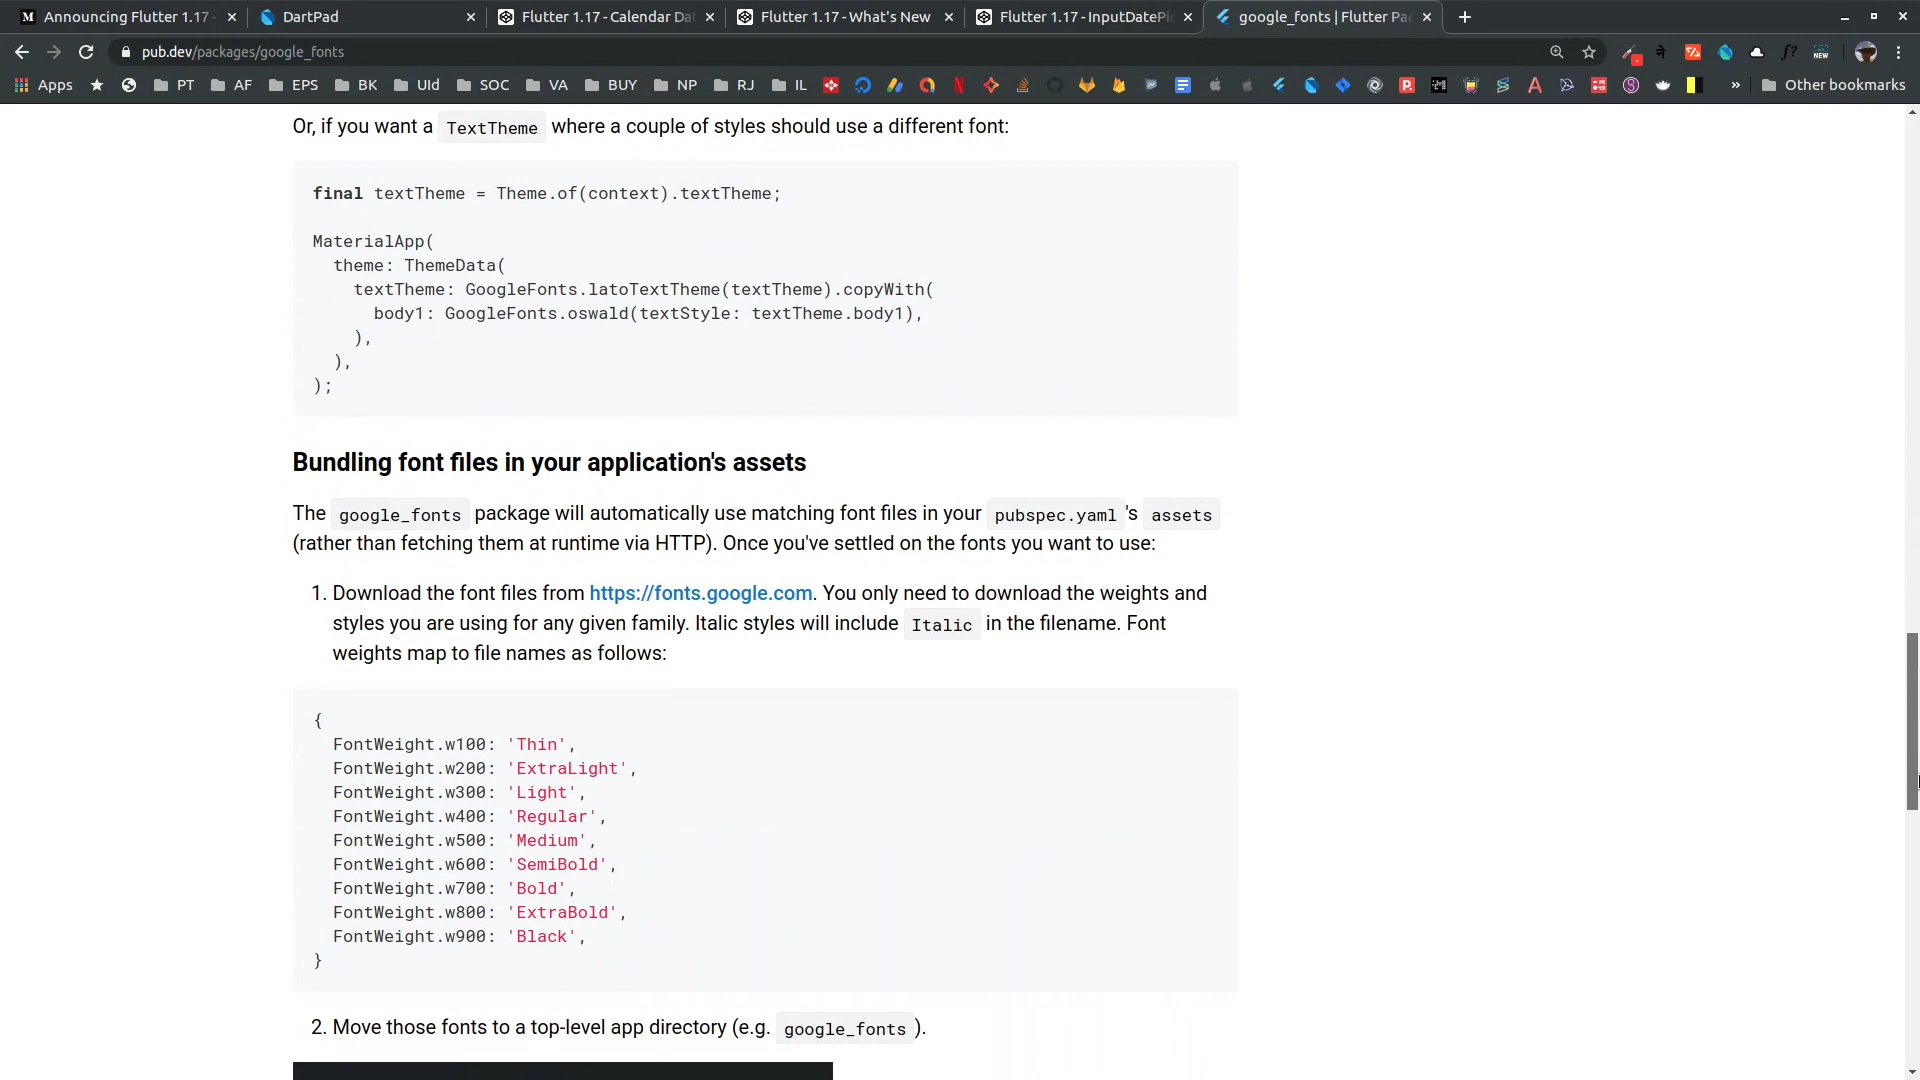 Announcing Flutter 1.17
DartPad
Flutter 1.17 - Calendar Da
Flutter 1.17 - What's New
Flutter 1.17 - InputDatePi
google_fonts | Flutter Pac
pub.dev/packages/google_fonts
Apps PT AF EPS BK UId SOC VA BUY NP RJ IL » Other bookmarks
Or, if you want a TextTheme where a couple of styles should use a different font:
final textTheme = Theme.of(context).textTheme;
MaterialApp(
theme: ThemeData(
textTheme: GoogleFonts.latoTextTheme(textTheme).copyWith(
body1: GoogleFonts.oswald(textStyle: textTheme.body1),
),
),
);
Bundling font files in your application's assets
The google_fonts package will automatically use matching font files in your pubspec.yaml 's assets
(rather than fetching them at runtime via HTTP). Once you've settled on the fonts you want to use:
1. Download the font files from https://fonts.google.com. You only need to download the weights and
styles you are using for any given family. Italic styles will include Italic in the filename. Font
weights map to file names as follows:
{
FontWeight.w100: 'Thin',
FontWeight.w200: 'ExtraLight',
FontWeight.w300: 'Light',
FontWeight.w400: 'Regular',
FontWeight.w500: 'Medium',
FontWeight.w600: 'SemiBold',
FontWeight.w700: 'Bold',
FontWeight.w800: 'ExtraBold',
FontWeight.w900: 'Black',
}
2. Move those fonts to a top-level app directory (e.g. google_fonts ).